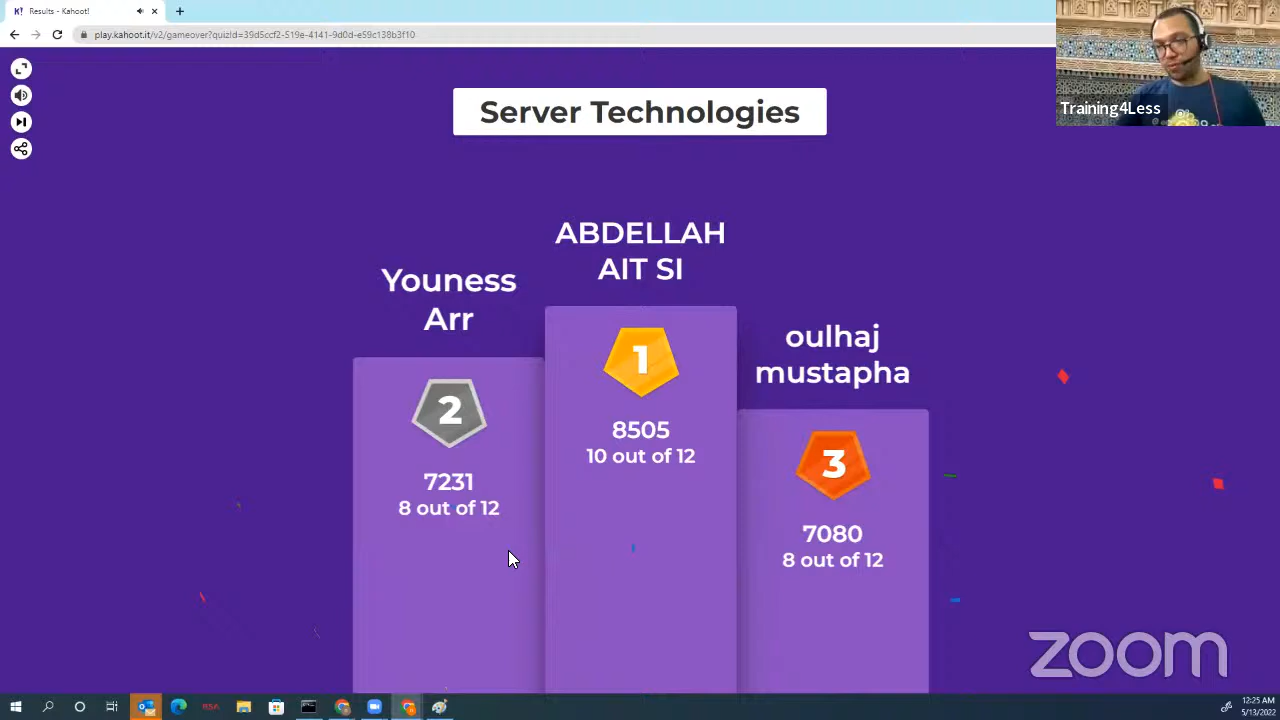 K! Results - Kahoot!
play.kahoot.it/v2/gameover?quizId=39d5ccf2-519e-4141-9d0d-b59c138b3f10
Training4Less
Server Technologies
ABDELLAH
AIT SI
Youness
Arr
oulhaj
mustapha
1
8505
10 out of 12
2
7231
8 out of 12
3
7080
8 out of 12
zoom
RSA
12:25 AM
5/13/2022